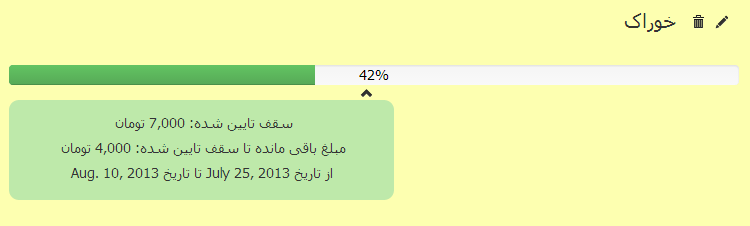 خوراک
42%
سقف تایین شده: 7,000 تومان
مبلغ باقی مانده تا سقف تایین شده: 4,000 تومان
از تاریخ July 25, 2013 تا تاریخ Aug. 10, 2013